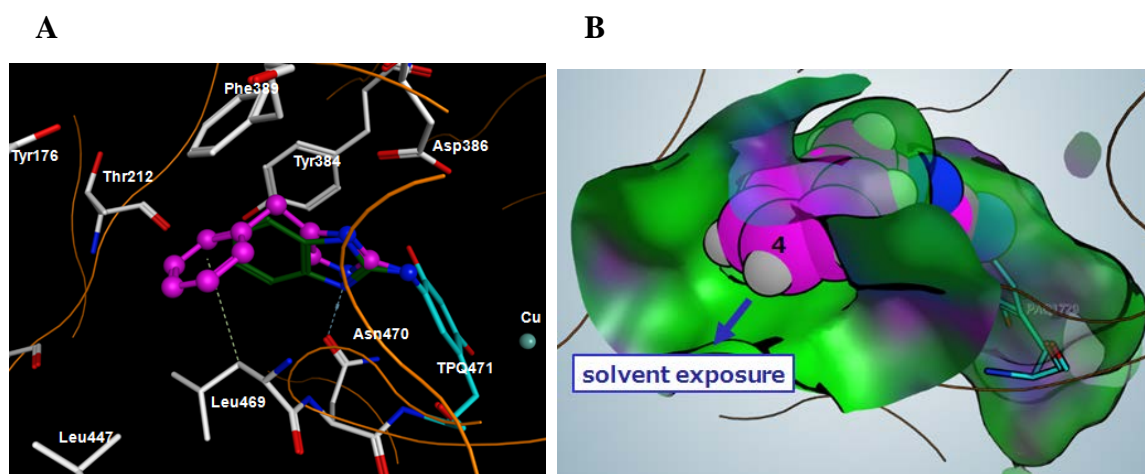 A
B
Phe389
Tyr176
Tyr384
Asp386
Thr212
Cu
Asn470
TPQ471
Leu469
Leu447
4
solvent exposure